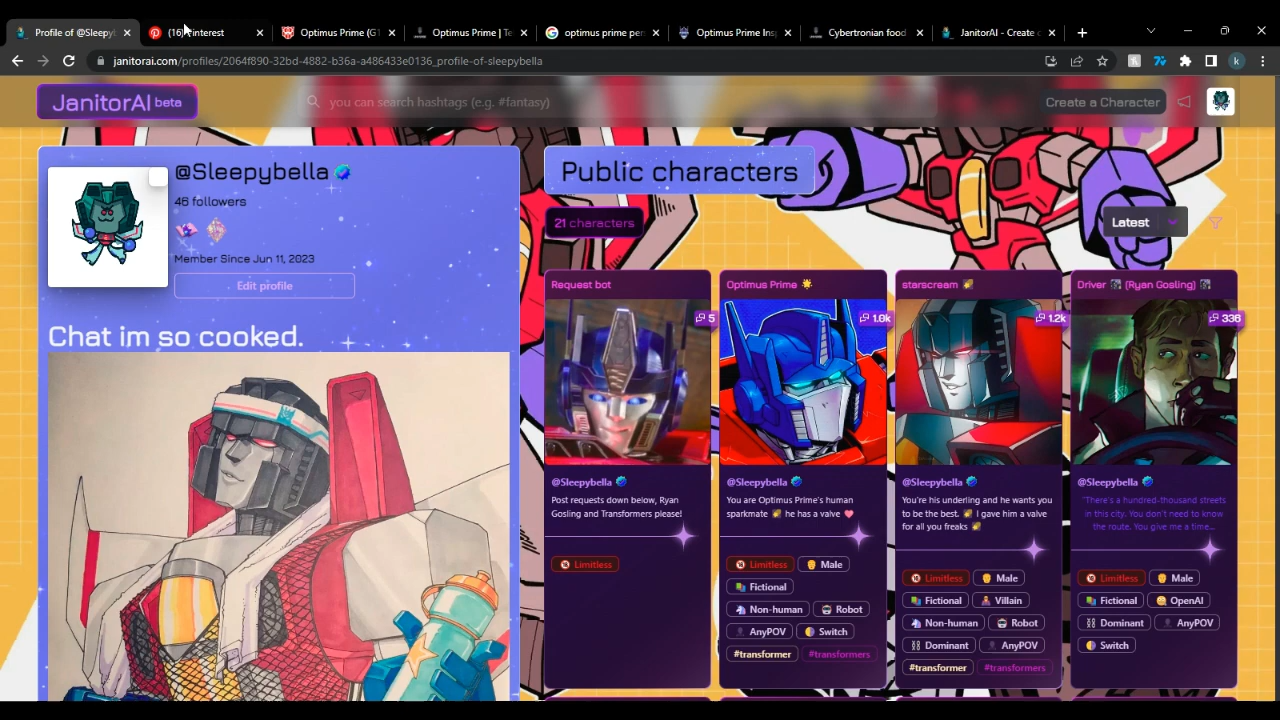 Profile of @Sleepyb
(16) Pinterest
Optimus Prime (G1
Optimus Prime | Te
optimus prime per
Optimus Prime Insp
Cybertronian food
JanitorAI - Create c
janitorai.com/profiles/2064f890-32bd-4882-b36a-a486433e0136_profile-of-sleepybella
k
JanitorAI beta
you can search hashtags (e.g. #fantasy)
Create a Character
@Sleepybella
46 followers
Member Since Jun 11, 2023
Edit profile
Chat im so cooked.
Public characters
21 characters
Latest
Request bot
5
@Sleepybella
Post requests down below, Ryan
Gosling and Transformers please!
Limitless
Optimus Prime
1.0k
@Sleepybella
You are Optimus Prime's human
sparkmate he has a valve
Limitless
Male
Fictional
Non-human
Robot
AnyPOV
Switch
#transformer
#transformers
starscream
1.2k
@Sleepybella
You're his underling and he wants you
to be the best. I gave him a valve
for all you freaks
Limitless
Male
Fictional
Villain
Non-human
Robot
Dominant
AnyPOV
#transformer
#transformers
Driver (Ryan Gosling)
336
@Sleepybella
"There's a hundred-thousand streets
in this city. You don't need to know
the route. You give me a time...
Limitless
Male
Fictional
OpenAI
Dominant
AnyPOV
Switch